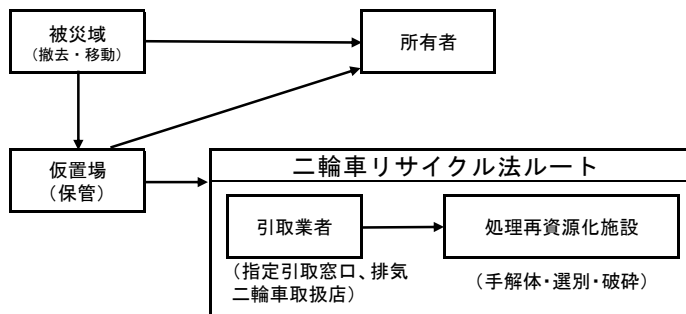 被災域
（撤去・移動）
所有者
仮置場
（保管）
二輪車リサイクル法ルート
引取業者
処理再資源化施設
（指定引取窓口、排気
二輪車取扱店）
（手解体・選別・破砕）